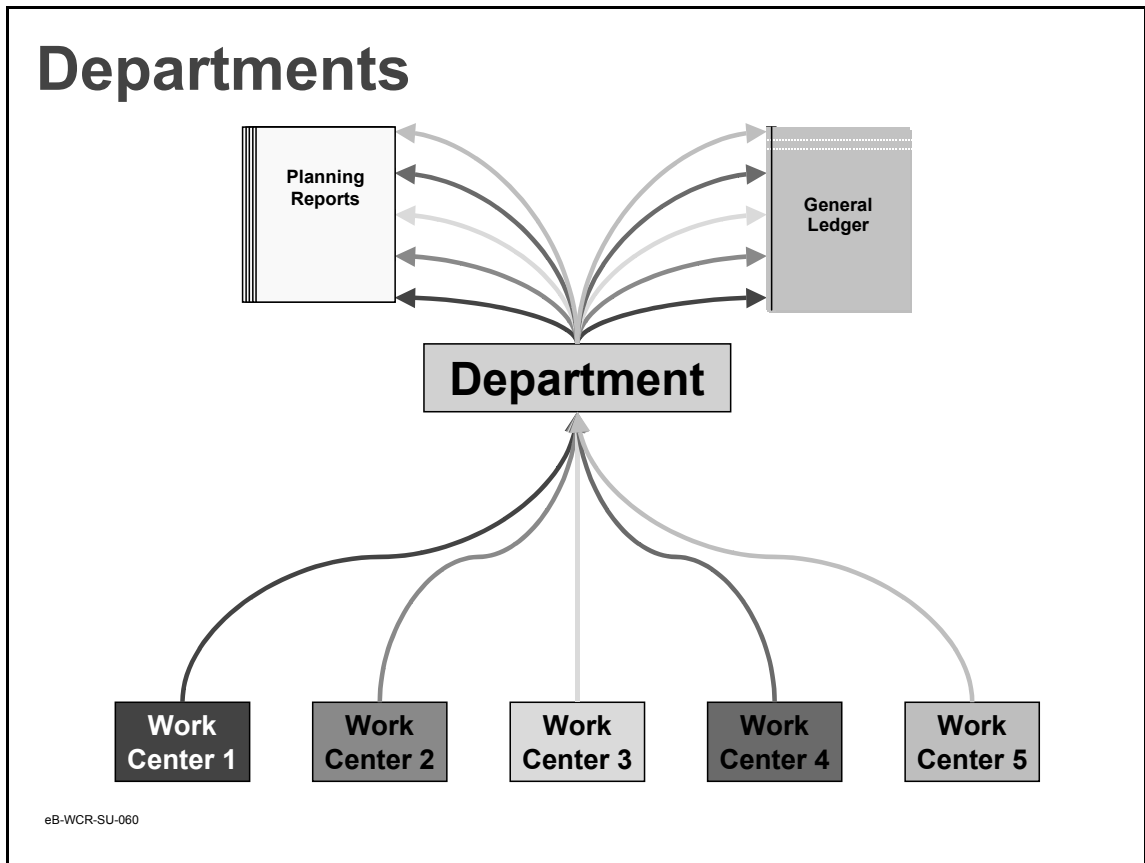 Departments
Planning
Reports
General
Ledger
Department
Work
Center 1
Work
Center 2
Work
Center 3
Work
Center 4
Work
Center 5
eB-WCR-SU-060